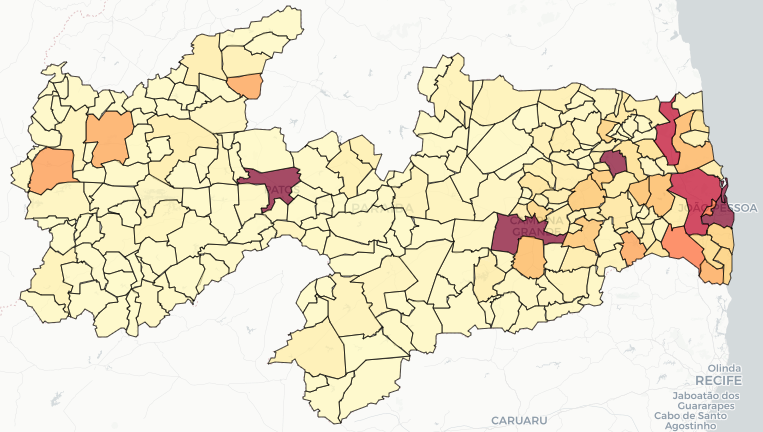 PATOS
PARAÍBA
JOÃO PESSOA
CAMPINA
GRANDE
Olinda
RECIFE
Jaboatão dos
Guararapes
Cabo de Santo
Agostinho
CARUARU